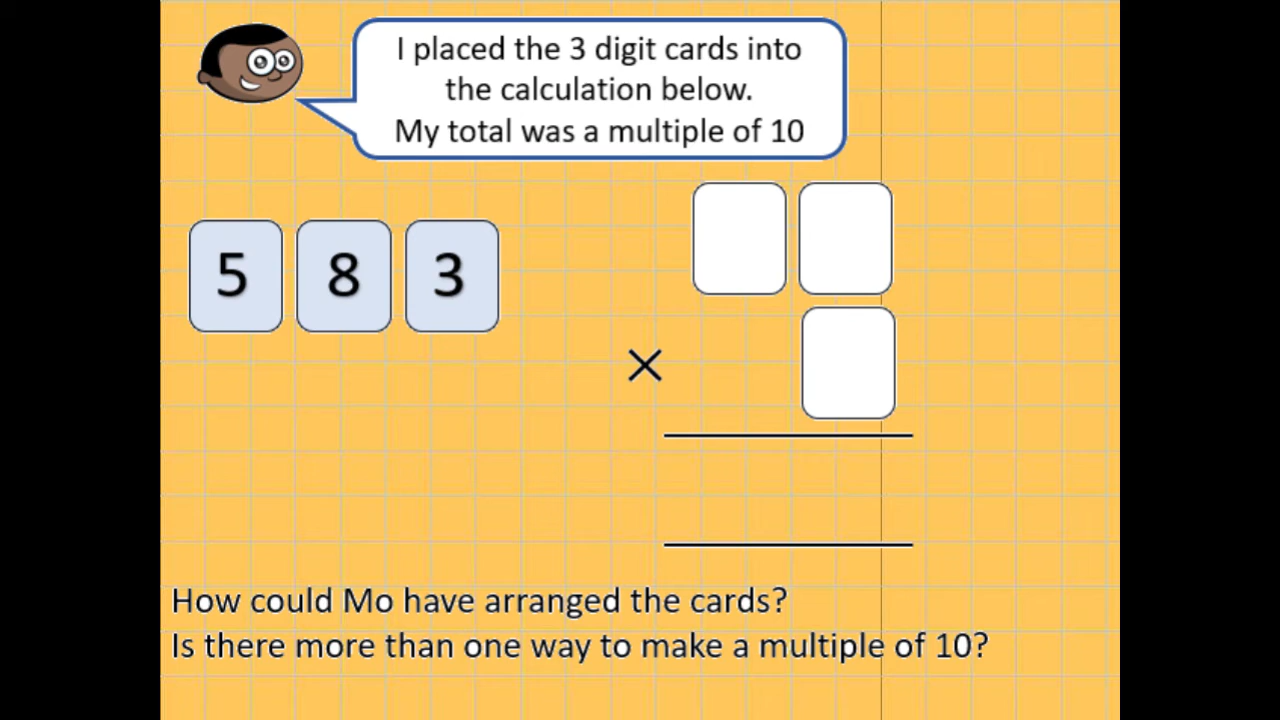 I placed the 3 digit cards into
the calculation below.
My total was a multiple of 10
5 8 3
×
How could Mo have arranged the cards?
Is there more than one way to make a multiple of 10?